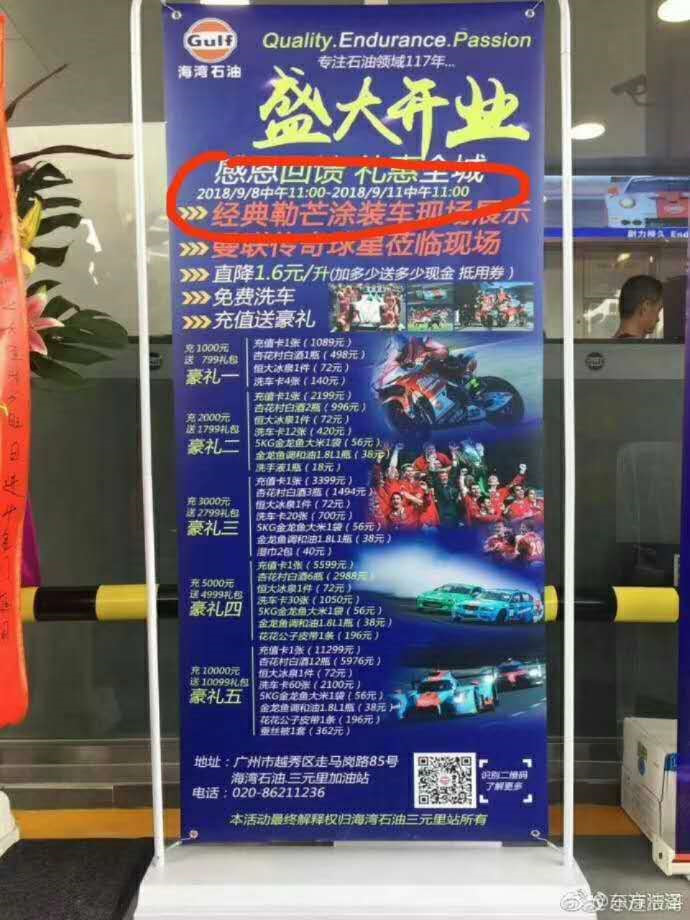 Gulf
海湾石油
Quality.Endurance.Passion
专注石油领域117年...
盛大开业
感恩回馈 礼惠全城
2018/9/8中午11:00-2018/9/11中午11:00
>>> 经典勒芒涂装车现场展示
>>> 曼联传奇球星莅临现场
>>> 直降1.6元/升(加多少送多少现金 抵用券)
>>> 免费洗车
>>> 充值送豪礼
充1000元
送 799元礼包
豪礼一
充值卡1张(1089元)
杏花村白酒1瓶(498元)
恒大冰泉1件(72元)
洗车卡4张(140元)
充2000元
送1799元礼包
豪礼二
充值卡1张(2199元)
杏花村白酒2瓶(996元)
恒大冰泉1件(72元)
洗车卡12张(420元)
5KG金龙鱼大米1袋(56元)
金龙鱼调和油1.8L1瓶(38元)
洗手液1瓶(18元)
充3000元
送2799元礼包
豪礼三
充值卡1张(3399元)
杏花村白酒3瓶(1494元)
恒大冰泉1件(72元)
洗车卡20张(700元)
5KG金龙鱼大米1袋(56元)
金龙鱼调和油1.8L1瓶(38元)
湿巾2包(40元)
充5000元
送4999元礼包
豪礼四
充值卡1张(5599元)
杏花村白酒6瓶(2988元)
恒大冰泉1件(72元)
洗车卡30张(1050元)
5KG金龙鱼大米1袋(56元)
金龙鱼调和油1.8L1瓶(38元)
花花公子皮带1条(196元)
充10000元
送10099元礼包
豪礼五
充值卡1张(11299元)
杏花村白酒12瓶(5976元)
恒大冰泉1件(72元)
洗车卡60张(2100元)
5KG金龙鱼大米1袋(56元)
金龙鱼调和油1.8L1瓶(38元)
花花公子皮带1条(196元)
蚕丝被1套(362元)
地址:广州市越秀区走马岗路85号
海湾石油.三元里加油站
电话:020-86211236
识别二维码
了解更多
本活动最终解释权归海湾石油三元里站所有
耐力持久 End
@东方浩泽